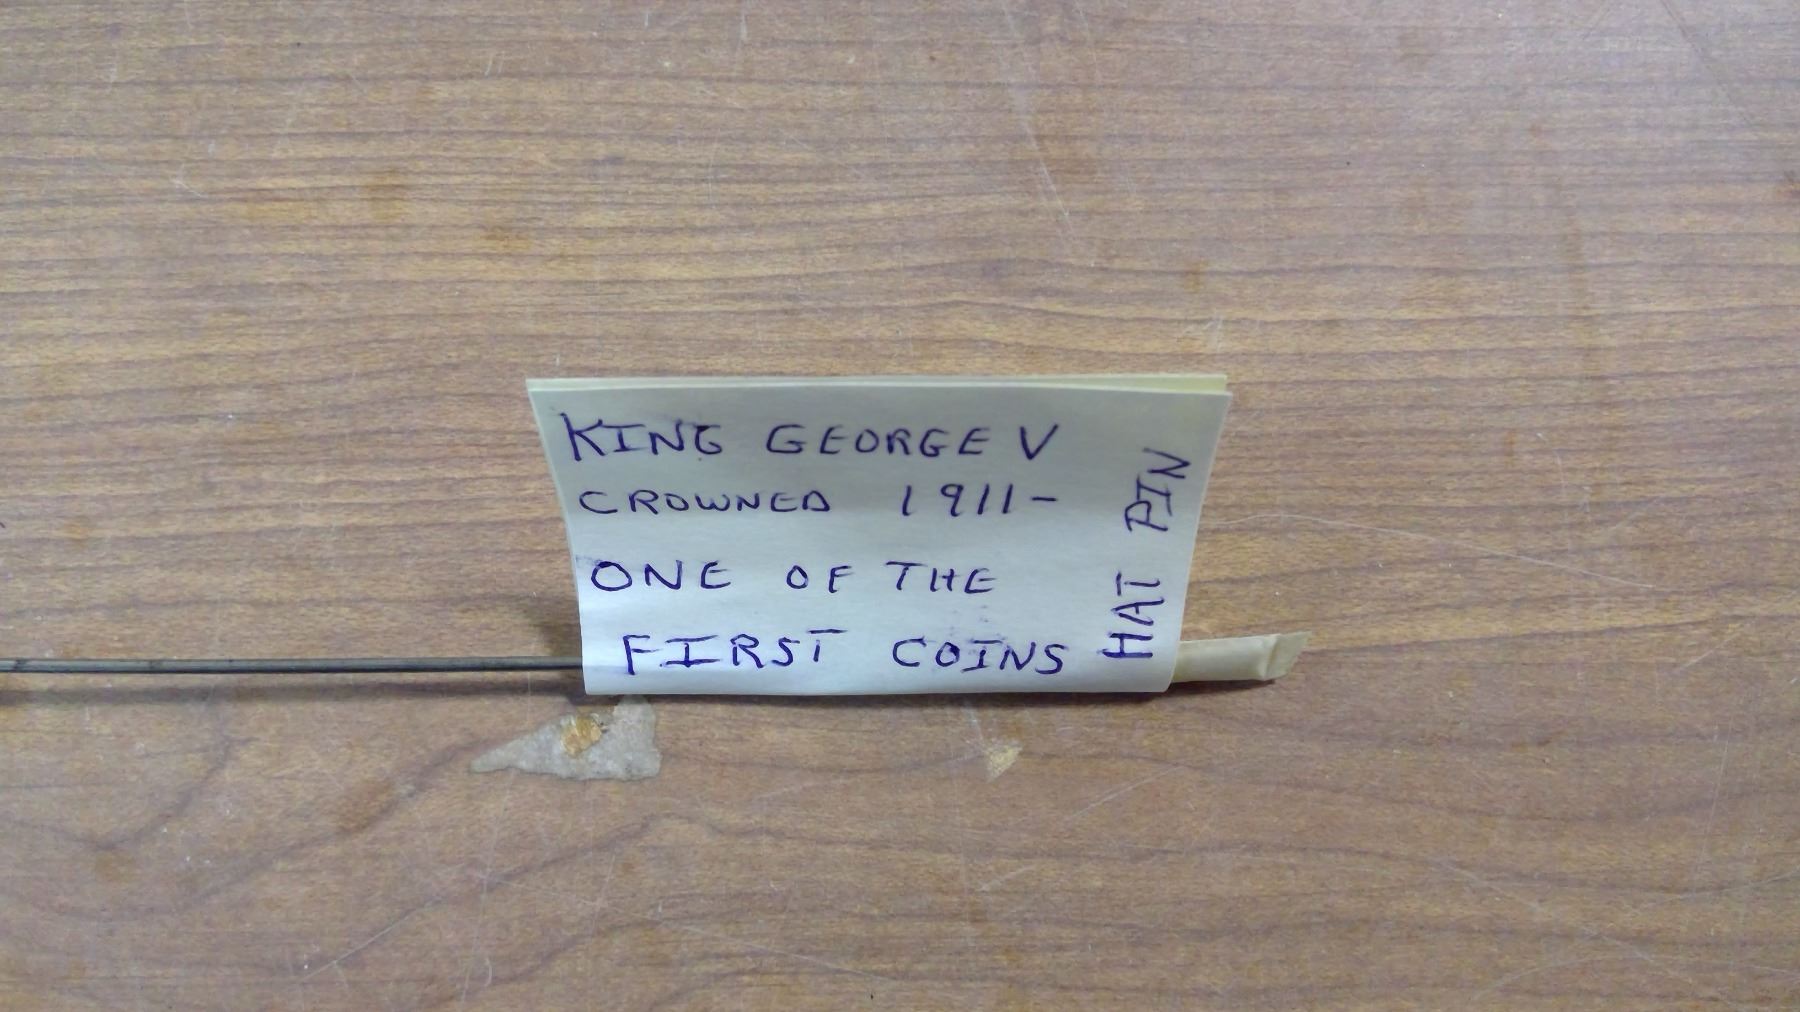 KING GEORGE V
CROWNED 1911-
ONE OF THE
FIRST COINS
HAT PIN